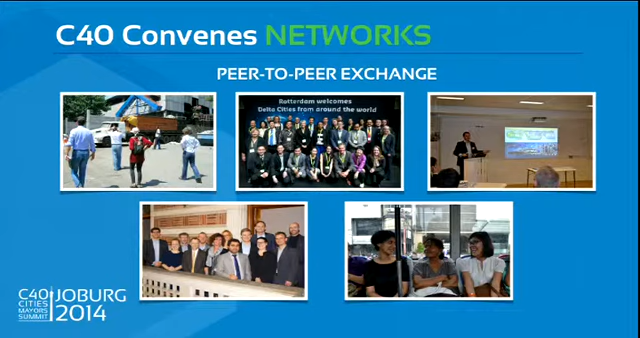 C40 Convenes NETWORKS
PEER-TO-PEER EXCHANGE
Rotterdam welcomes
Delta Cities from around the world
C40
CITIES
MAYORS
SUMMIT
JOBURG
2014